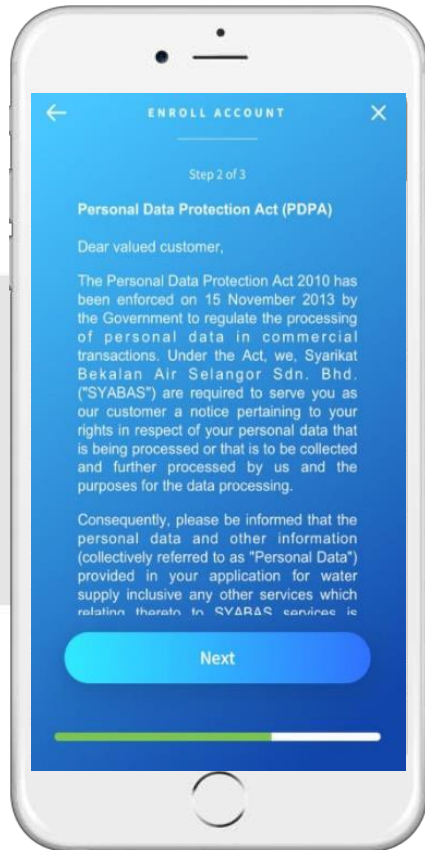 ENROLL ACCOUNT
Step 2 of 3
Personal Data Protection Act (PDPA)
Dear valued customer,
The Personal Data Protection Act 2010 has
been enforced on 15 November 2013 by
the Government to regulate the processing
of personal data in commercial
transactions. Under the Act, we, Syarikat
Bekalan Air Selangor Sdn. Bhd.
("SYABAS") are required to serve you as
our customer a notice pertaining to your
rights in respect of your personal data that
is being processed or that is to be collected
and further processed by us and the
purposes for the data processing.
Consequently, please be informed that the
personal data and other information
(collectively referred to as "Personal Data")
provided in your application for water
supply inclusive any other services which
relating thereto to SYABAS services is
Next